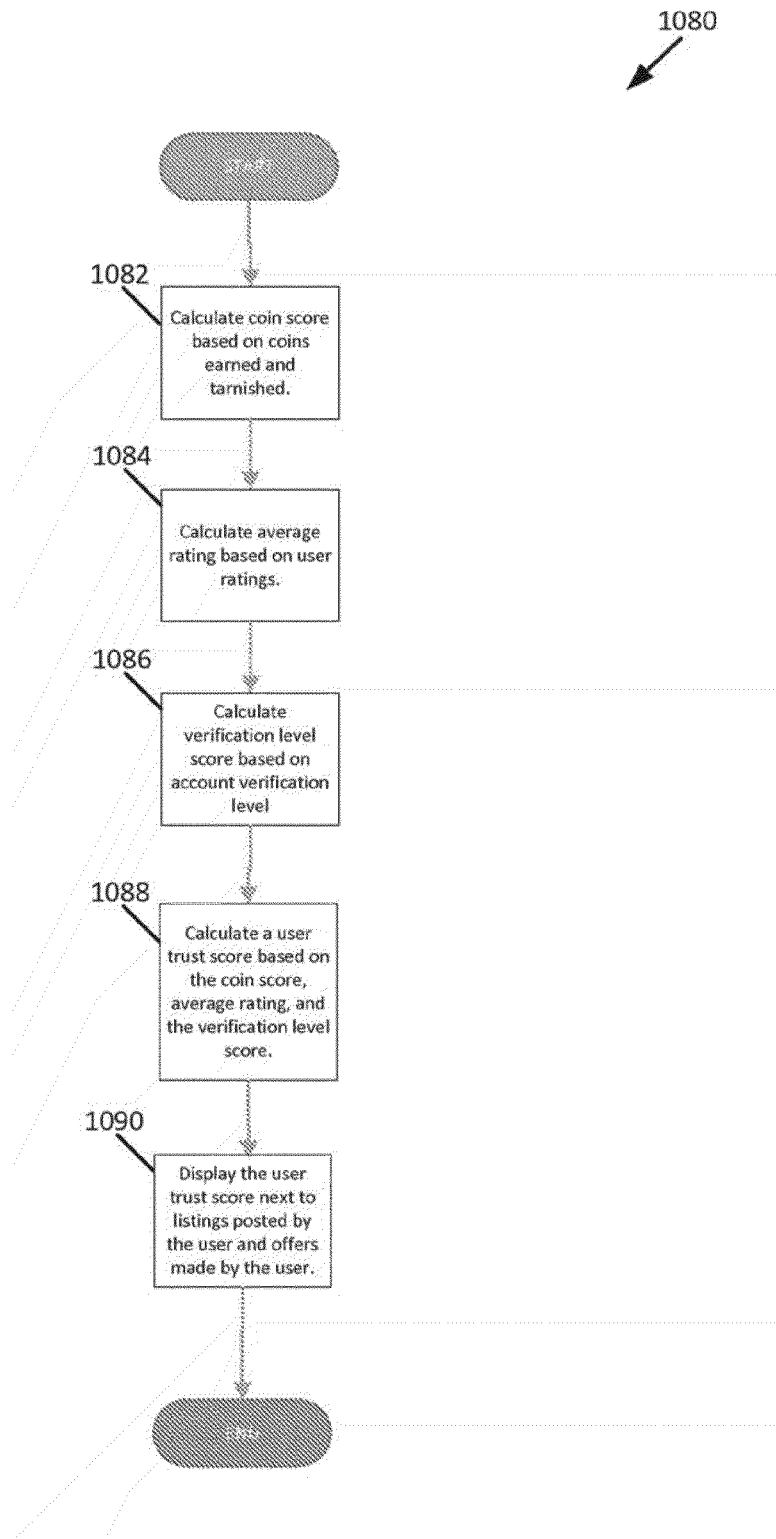 1080
START
1082
Calculate coin score
based on coins
earned and
tarnished.
1084
Calculate average
rating based on user
ratings.
1086
Calculate
verification level
score based on
account verification
level
1088
Calculate a user
trust score based on
the coin score,
average rating, and
the verification level
score.
1090
Display the user
trust score next to
listings posted by
the user and offers
made by the user.
END